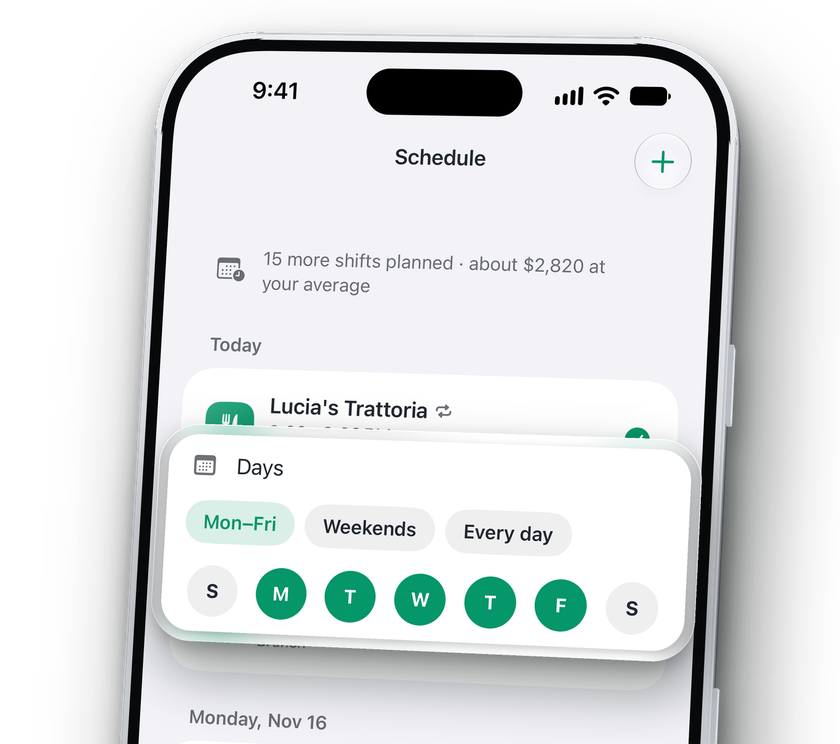 9:41
Schedule
15 more shifts planned · about $2,820 at
your average
Today
Lucia's Trattoria
Days
Mon–Fri
Weekends
Every day
S M T W T F S
Monday, Nov 16